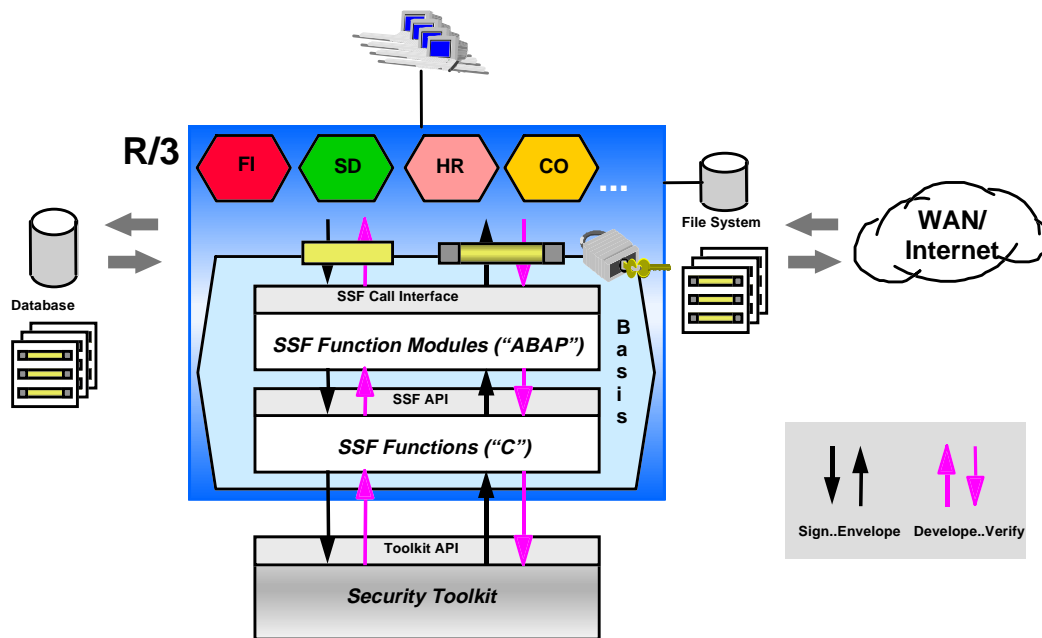 R/3
FI
SD
HR
CO
...
File System
WAN/
Internet
Database
SSF Call Interface
SSF Function Modules (“ABAP”)
SSF API
SSF Functions (“C”)
Basis
Toolkit API
Security Toolkit
Sign..Envelope
Develope..Verify